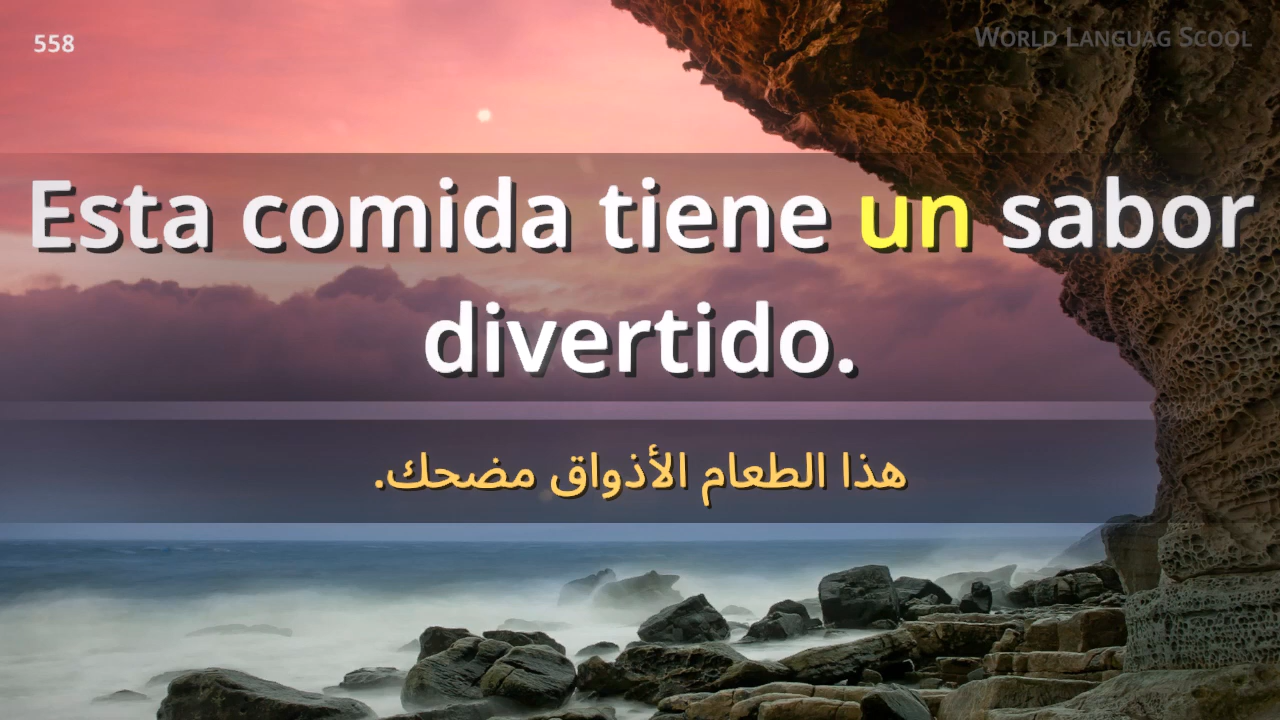 558
World Languag Scool
Esta comida tiene un sabor
divertido.
هذا الطعام الأذواق مضحك.